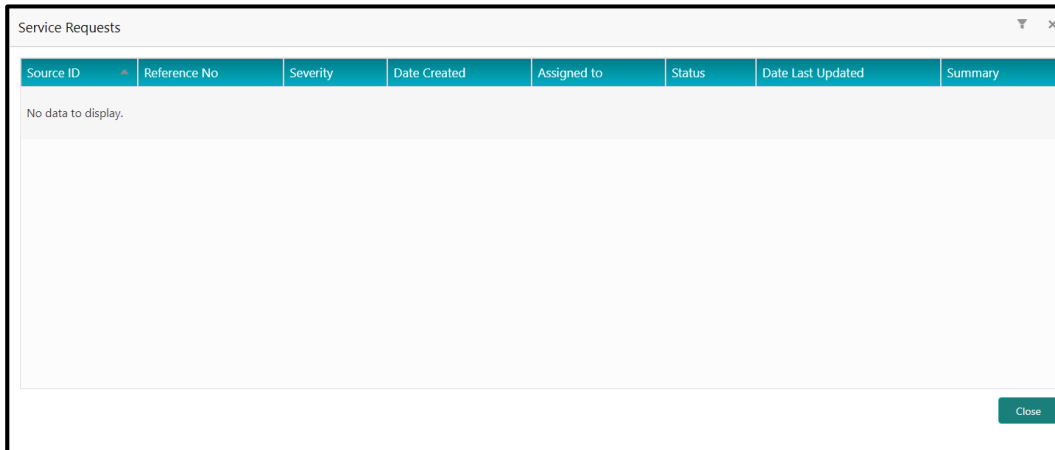 Service Requests
Source ID Reference No Severity Date Created Assigned to Status Date Last Updated Summary
No data to display.
Close